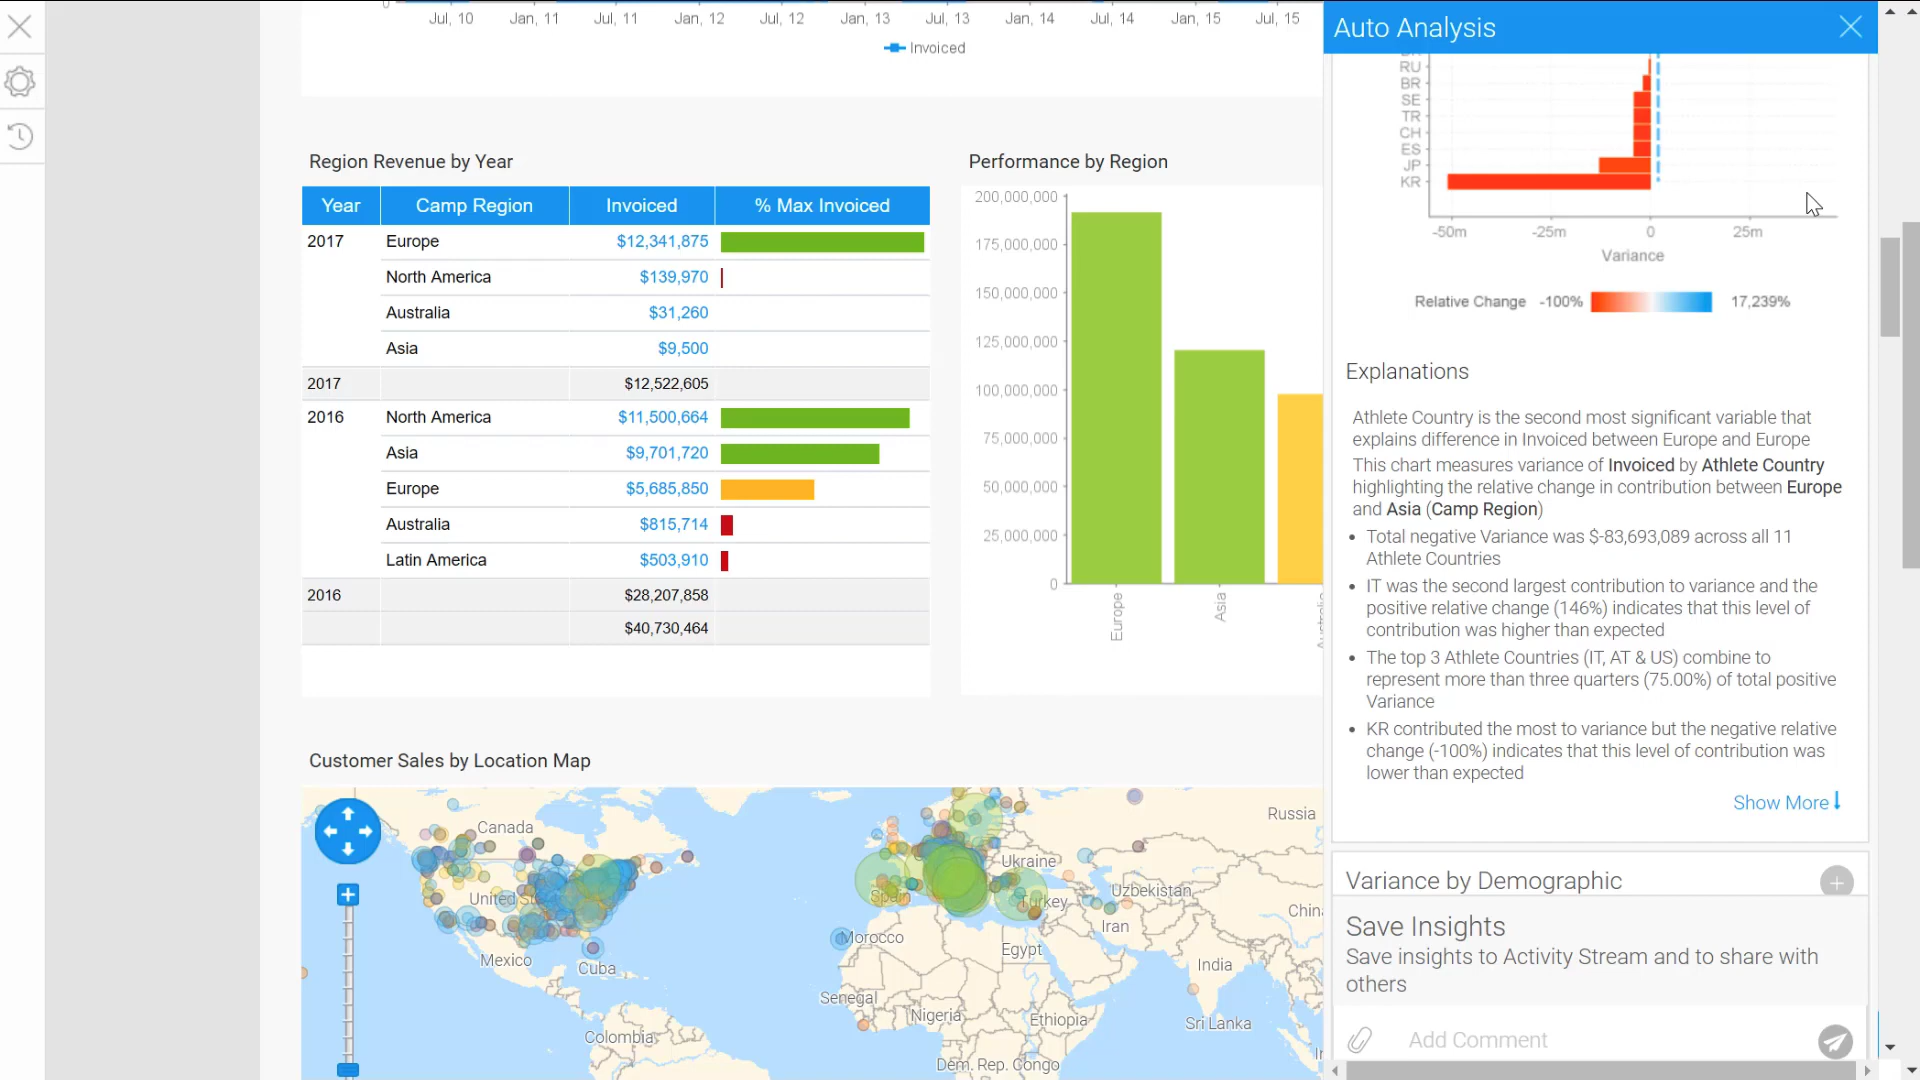 0
Jul, 10 Jan, 11 Jul, 11 Jan, 12 Jul, 12 Jan, 13 Jul, 13 Jan, 14 Jul, 14 Jan, 15 Jul, 15
Invoiced
Region Revenue by Year
Year Camp Region Invoiced % Max Invoiced
2017 Europe $12,341,875
North America $139,970
Australia $31,260
Asia $9,500
2017 $12,522,605
2016 North America $11,500,664
Asia $9,701,720
Europe $5,685,850
Australia $815,714
Latin America $503,910
2016 $28,207,858
$40,730,464
Performance by Region
200,000,000
175,000,000
150,000,000
125,000,000
100,000,000
75,000,000
50,000,000
25,000,000
0
Europe
Asia
Customer Sales by Location Map
Canada
Russia
Ukraine
United
Spain
Turkey
Uzbekistan
Iran
Morocco
Mexico
Cuba
Egypt
India
Senegal
Nigeria
Ethiopia
Sri Lanka
Colombia
Dem. Rep. Congo
Auto Analysis
RU
BR
SE
TR
CH
ES
JP
KR
-50m -25m 0 25m
Variance
Relative Change -100% 17,239%
Explanations
Athlete Country is the second most significant variable that
explains difference in Invoiced between Europe and Europe
This chart measures variance of Invoiced by Athlete Country
highlighting the relative change in contribution between Europe
and Asia (Camp Region)
• Total negative Variance was $-83,693,089 across all 11
Athlete Countries
• IT was the second largest contribution to variance and the
positive relative change (146%) indicates that this level of
contribution was higher than expected
• The top 3 Athlete Countries (IT, AT & US) combine to
represent more than three quarters (75.00%) of total positive
Variance
• KR contributed the most to variance but the negative relative
change (-100%) indicates that this level of contribution was
lower than expected
Show More
Variance by Demographic
Save Insights
Save insights to Activity Stream and to share with
others
Add Comment